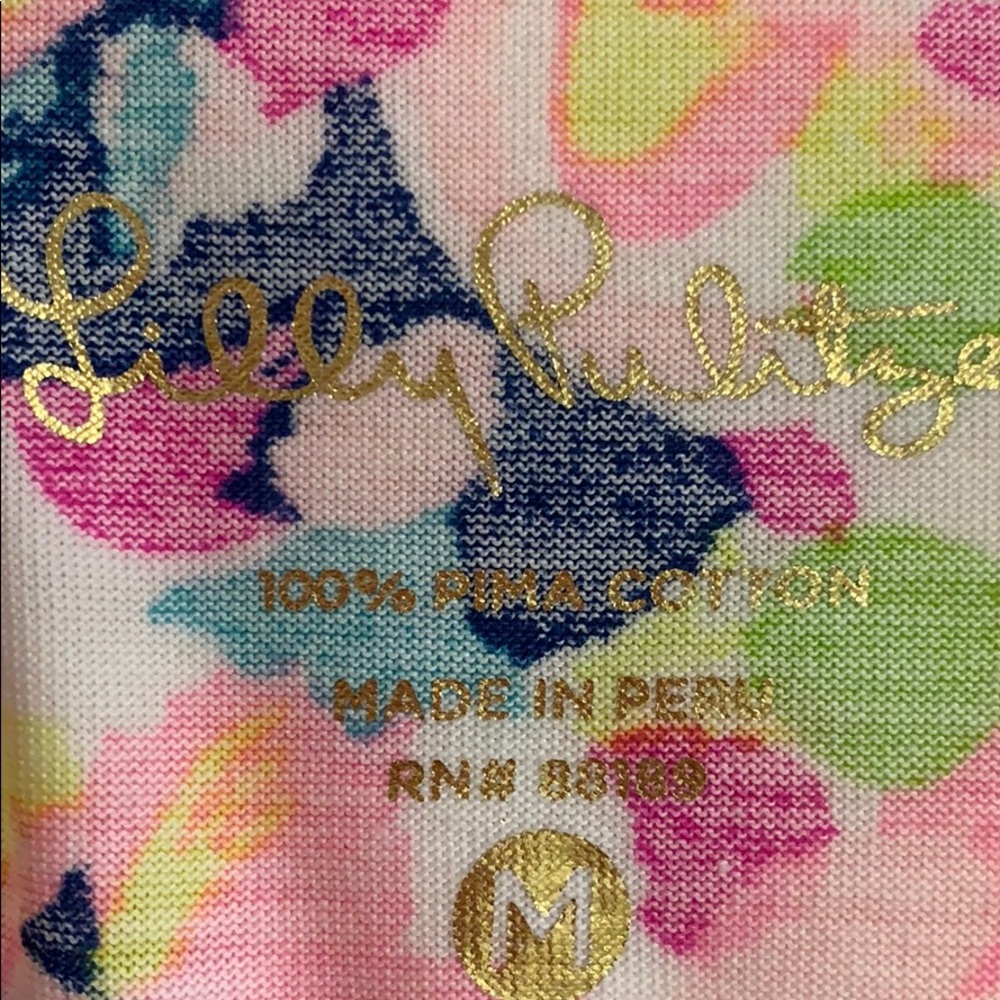 Lilly Pulitze
100% PIMA COTTON
MADE IN PERU
RN# 88189
M